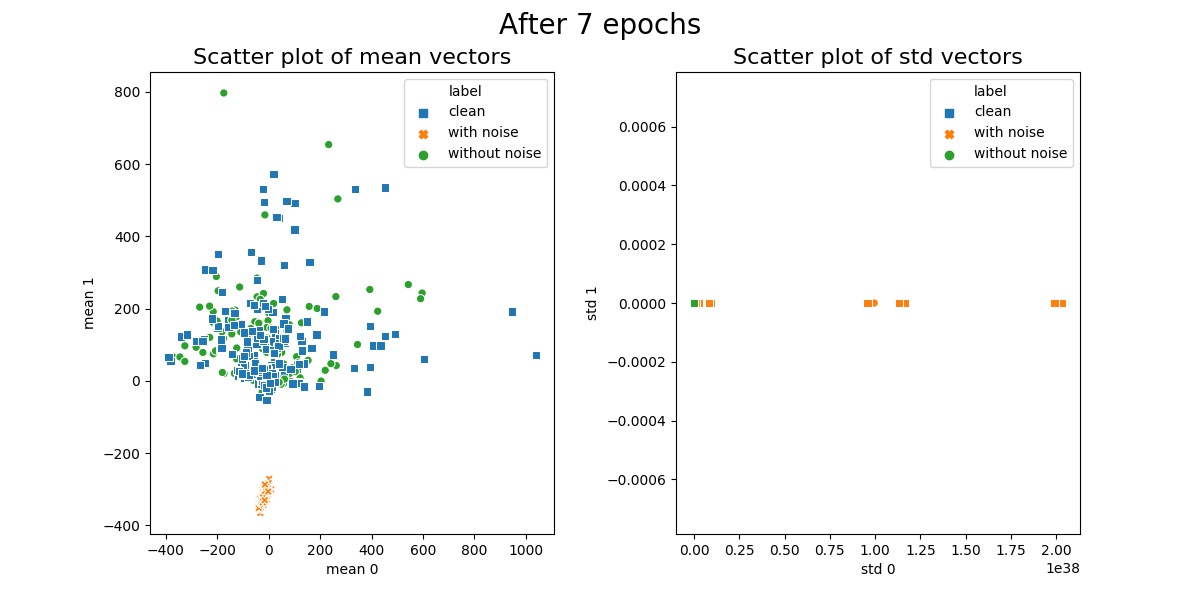 After 7 epochs
Scatter plot of mean vectors
800
600
400
200
0
−200
−400
mean 1
−400
−200
0
200
400
600
800
1000
mean 0
label
clean
with noise
without noise
Scatter plot of std vectors
0.0006
0.0004
0.0002
0.0000
−0.0002
−0.0004
−0.0006
std 1
0.00
0.25
0.50
0.75
1.00
1.25
1.50
1.75
2.00
1e38
std 0
label
clean
with noise
without noise